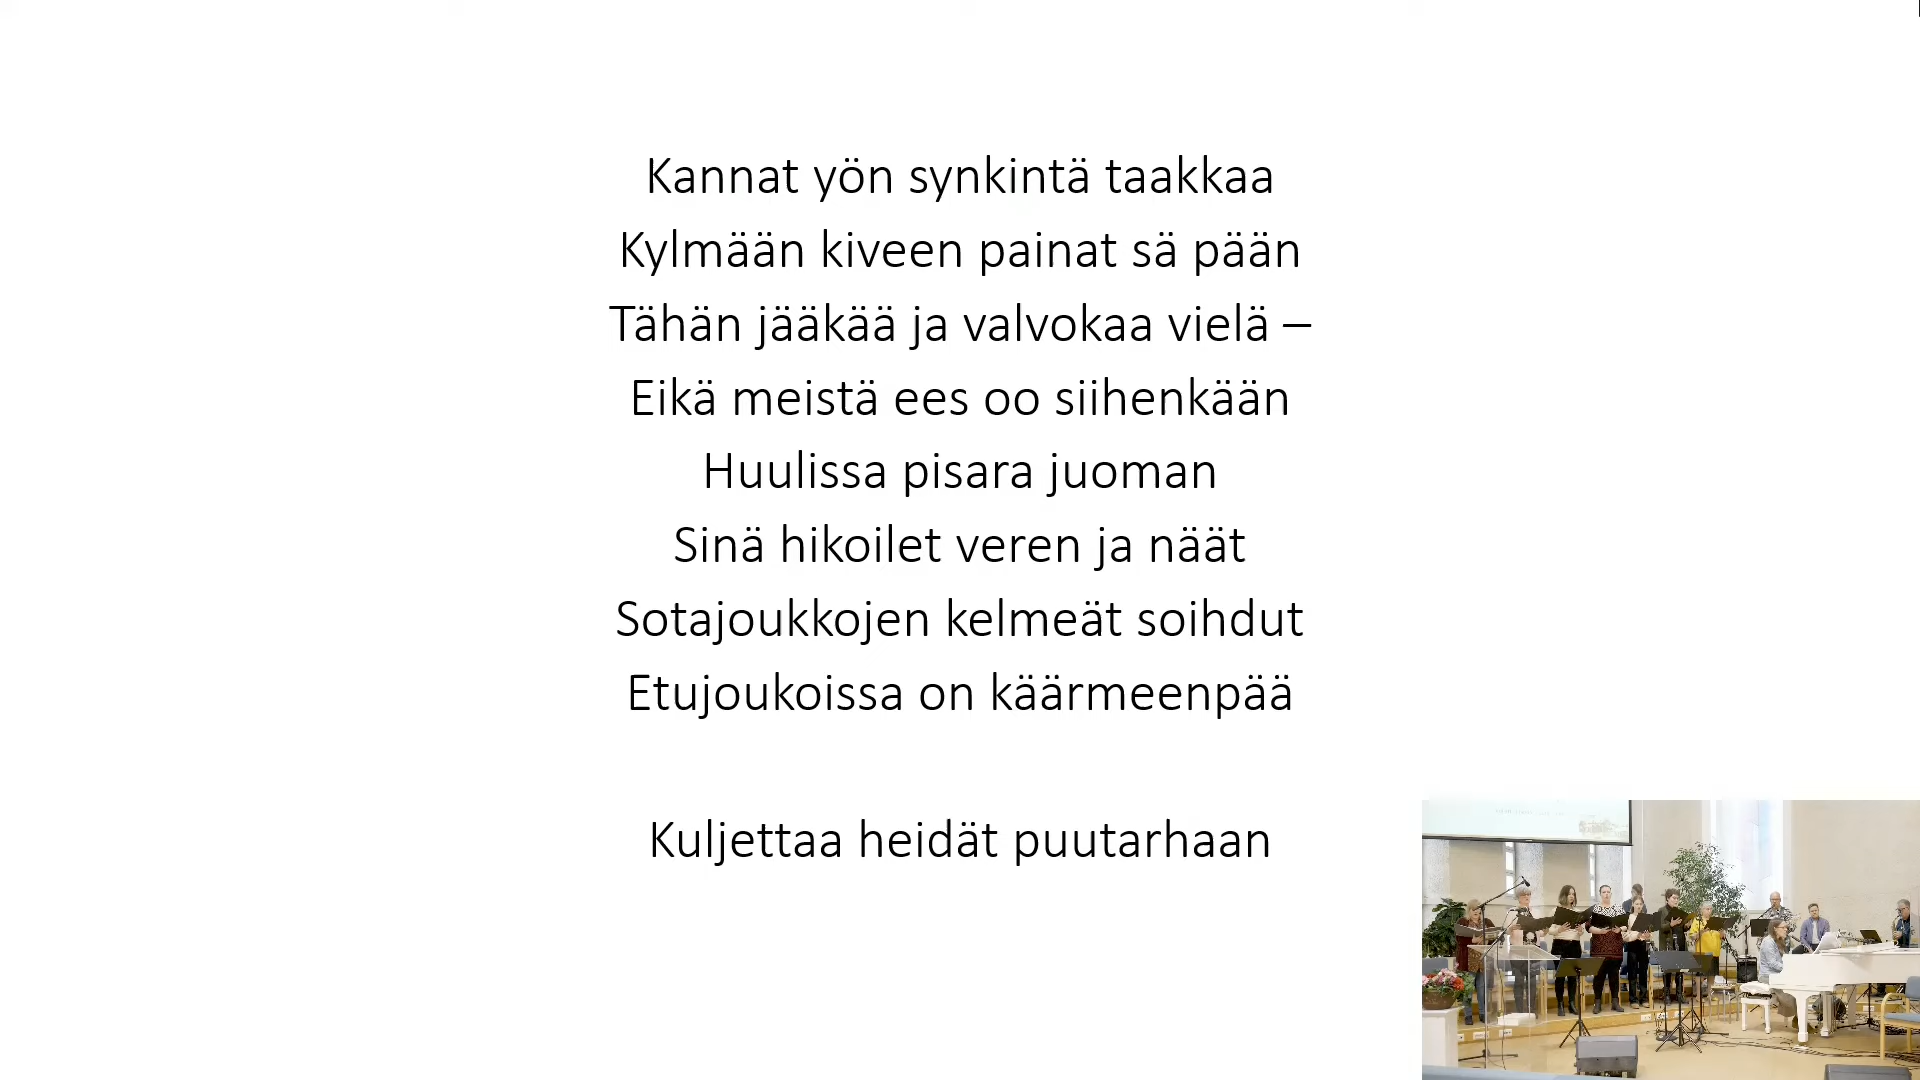 Kannat yön synkintä taakkaa
Kylmään kiveen painat sä pään
Tähän jääkää ja valvokaa vielä –
Eikä meistä ees oo siihenkään
Huulissa pisara juoman
Sinä hikoilet veren ja näät
Sotajoukkojen kelmeät soihdut
Etujoukoissa on käärmeenpää
Kuljettaa heidät puutarhaan